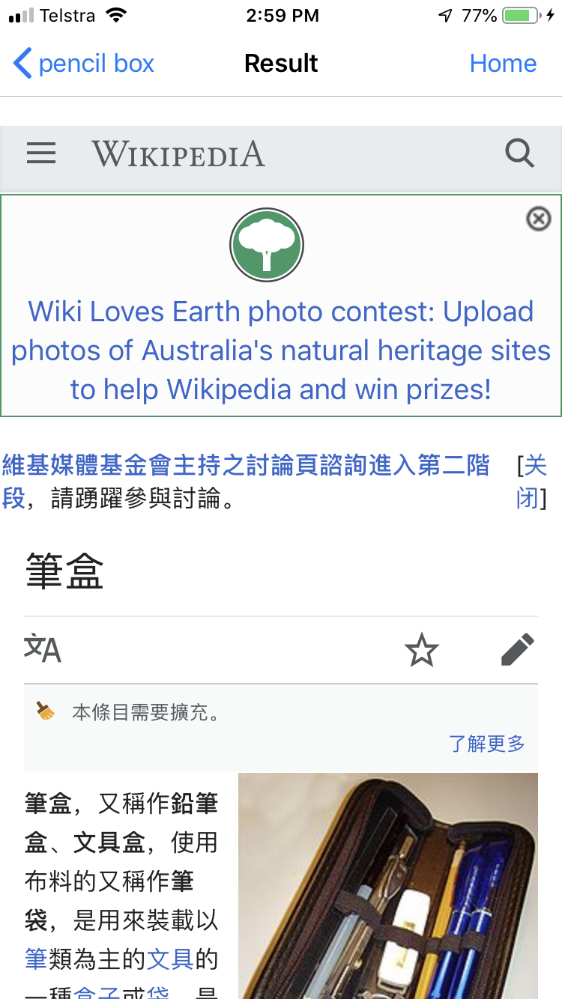 Telstra 2:59 PM 77%
pencil box Result Home
WIKIPEDIA
Wiki Loves Earth photo contest: Upload
photos of Australia's natural heritage sites
to help Wikipedia and win prizes!
維基媒體基金會主持之討論頁諮詢進入第二階 [关
段，請踴躍參與討論。 闭]
筆盒
文A
本條目需要擴充。
了解更多
筆盒，又稱作鉛筆
盒、文具盒，使用
布料的又稱作筆
袋，是用來裝載以
筆類為主的文具的
一種盒子或袋，是